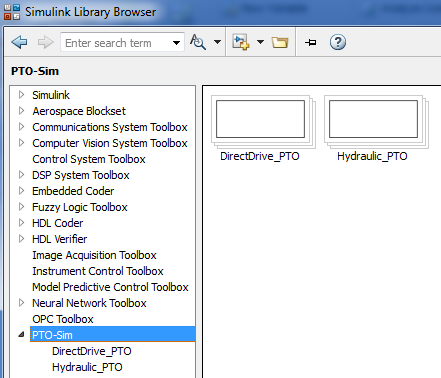 Simulink Library Browser
Enter search term
PTO-Sim
Simulink
Aerospace Blockset
Communications System Toolbox
Computer Vision System Toolbox
Control System Toolbox
DSP System Toolbox
Embedded Coder
Fuzzy Logic Toolbox
HDL Coder
HDL Verifier
Image Acquisition Toolbox
Instrument Control Toolbox
Model Predictive Control Toolbox
Neural Network Toolbox
OPC Toolbox
PTO-Sim
DirectDrive_PTO
Hydraulic_PTO
DirectDrive_PTO
Hydraulic_PTO